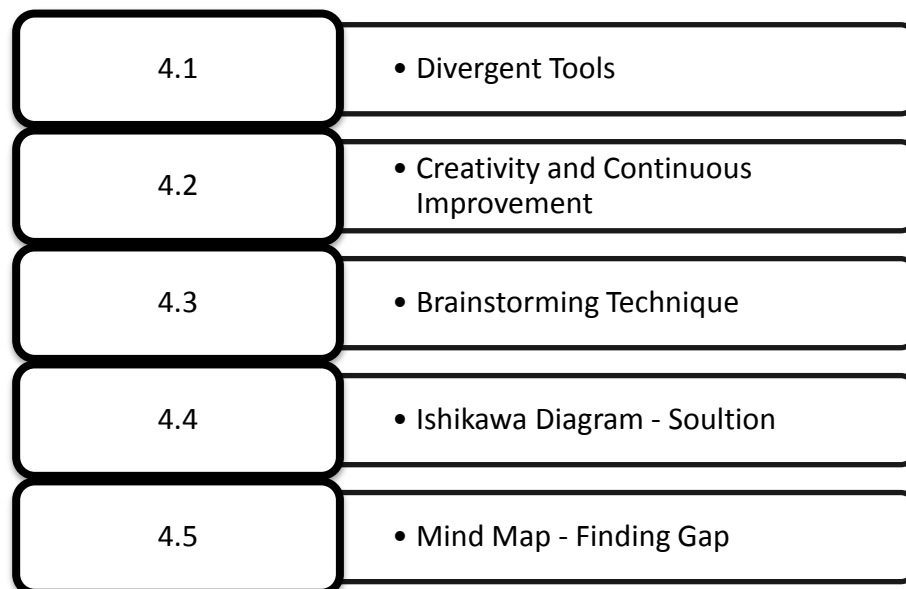 4.1
• Divergent Tools
4.2
• Creativity and Continuous
Improvement
4.3
• Brainstorming Technique
4.4
• Ishikawa Diagram - Soultion
4.5
• Mind Map - Finding Gap